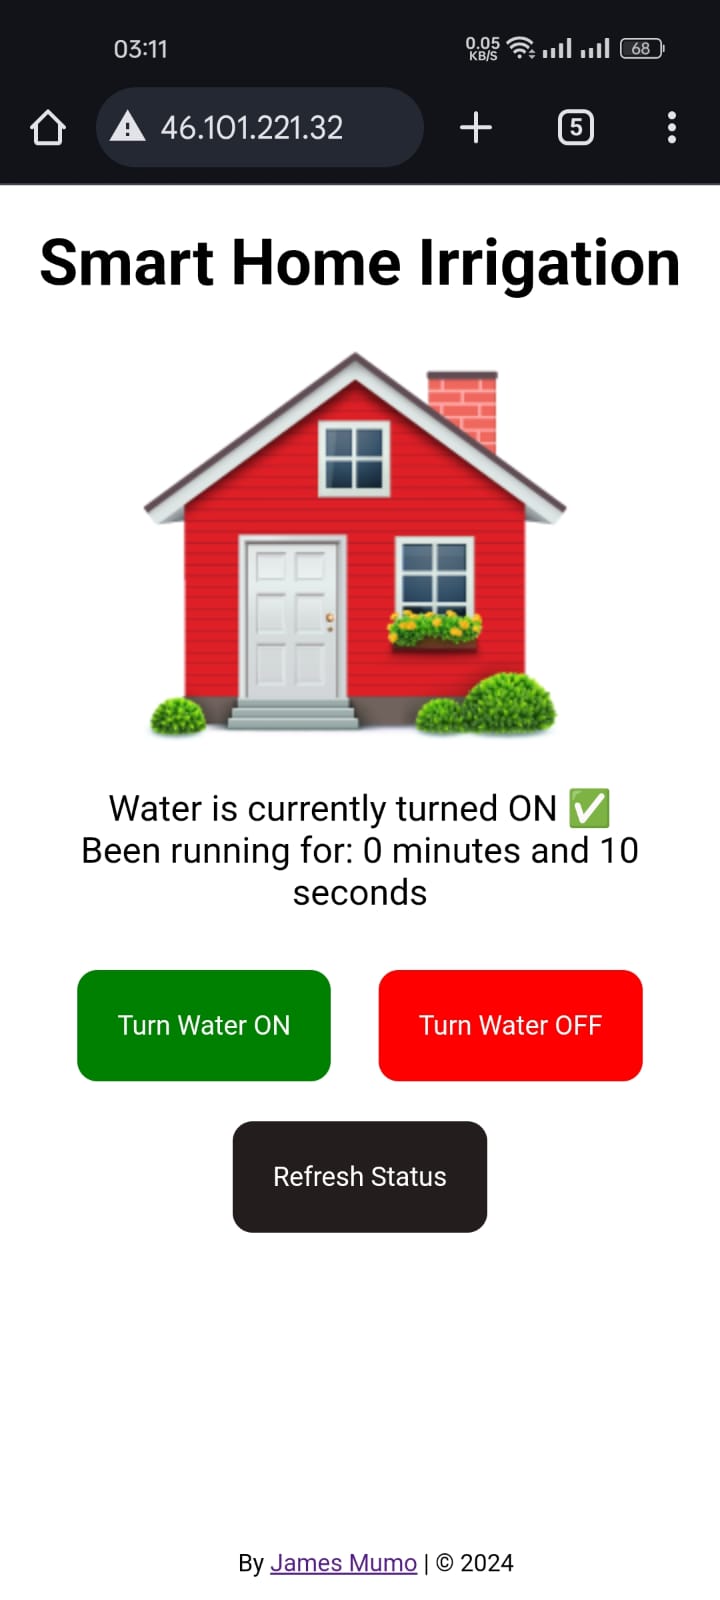 03:11
0.05
KB/S
68
46.101.221.32
5
Smart Home Irrigation
Water is currently turned ON ✅
Been running for: 0 minutes and 10
seconds
Turn Water ON
Turn Water OFF
Refresh Status
By James Mumo | © 2024